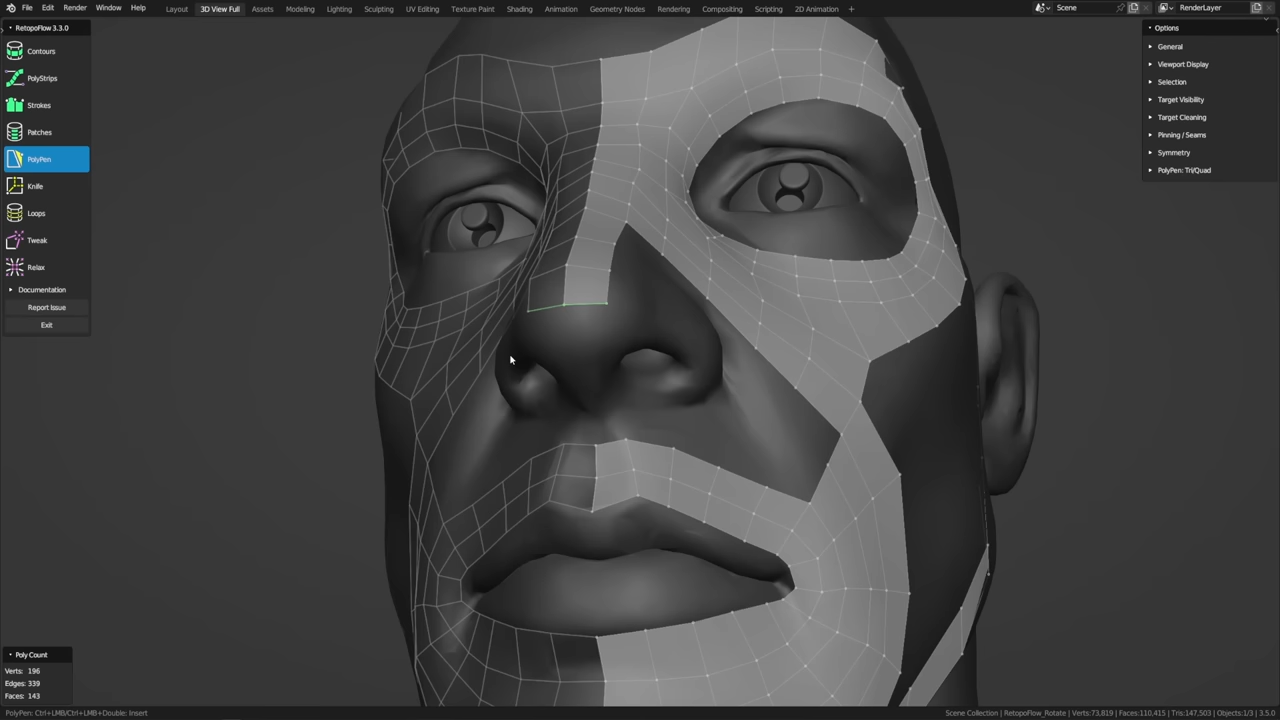 File Edit Render Window Help Layout 3D View Full Assets Modeling Lighting Sculpting UV Editing Texture Paint Shading Animation Geometry Nodes Rendering Compositing Scripting 2D Animation + Scene RenderLayer
RetopoFlow 3.3.0
Contours
PolyStrips
Strokes
Patches
PolyPen
Knife
Loops
Tweak
Relax
Documentation
Report Issue
Exit
Options
General
Viewport Display
Selection
Target Visibility
Target Cleaning
Pinning / Seams
Symmetry
PolyPen: Tri/Quad
Poly Count
Verts: 196
Edges: 339
Faces: 143
PolyPen: Ctrl+LMB/Ctrl+LMB+Double: Insert
Scene Collection | RetopoFlow_Rotate | Verts:73,819 | Faces:110,415 | Tris:147,503 | Objects:1/3 | 3.5.0